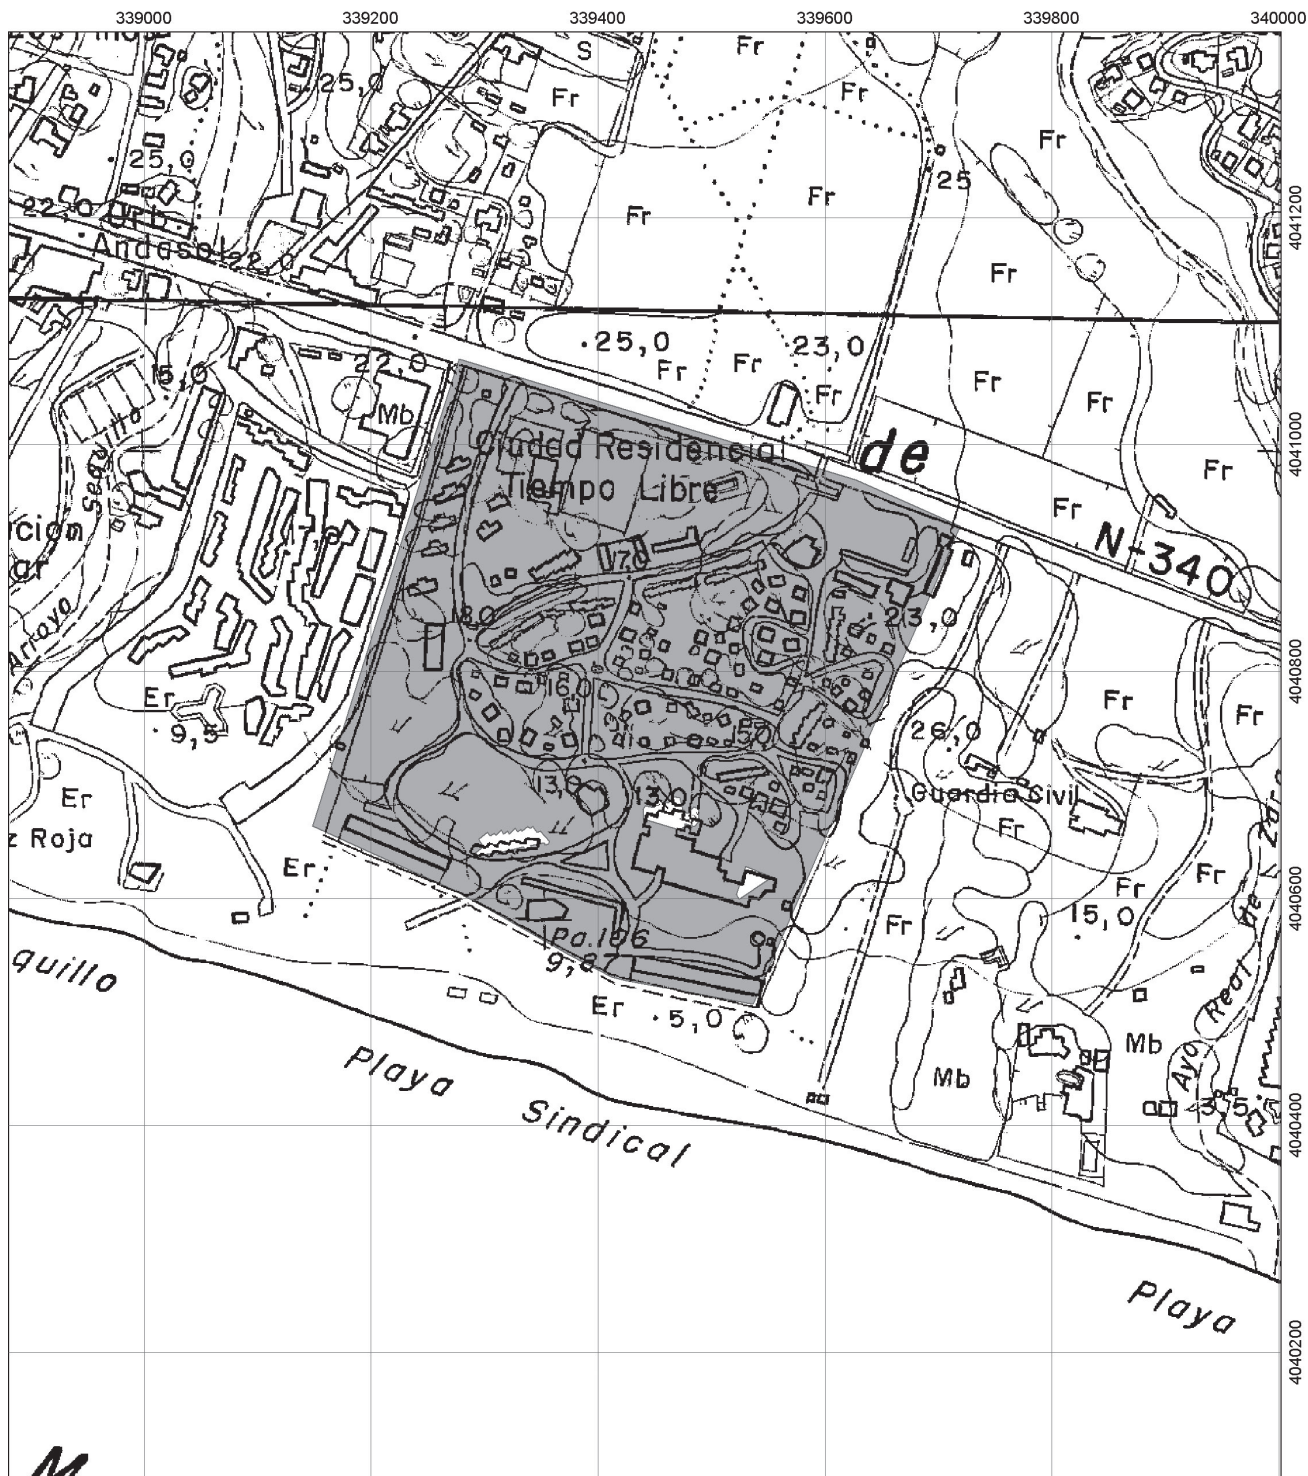 339000 339200 339400 339600 339800 340000
S Fr
25,0 Fr Fr
Fr
25,0
25
22,0 Urb. Fr Fr 4041200
Andasol 22,0
Fr
25,0 23,0
22,0 Fr Fr Fr Fr
15,0 Mb Fr
Ciudad Residencial de 4041000
Tiempo Libre Fr
Fr
N-340
17,0
18,0 23,0
Arroyo
4040800
Er 16,0 Fr Fr
9,5 26,0
50
13,0 13,0 Guardia Civil
Er Fr
z Roja
Er Fr Fr
4040600
15,0
Fr
Pa.106
9,87
quillo
Er 5,0
Real
Ayo
Mb
Mb
Playa Sindical
3,5
4040400
Playa
4040200
M